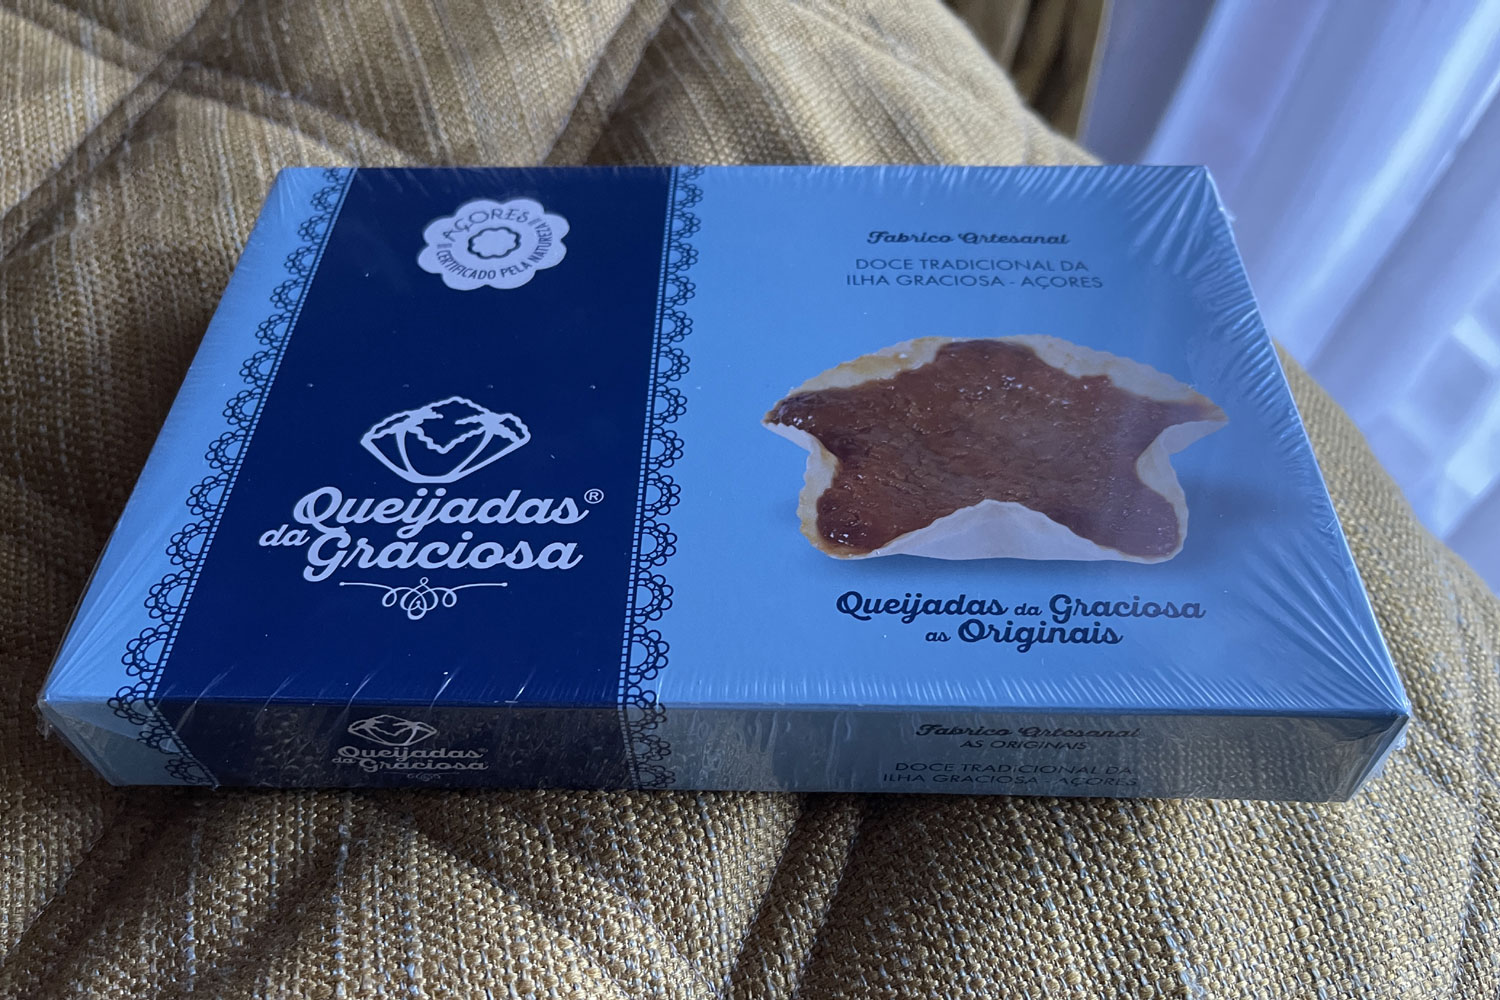 AÇORES
CERTIFICADO PELA NATUREZA
Queijadas®
da Graciosa
Fabrico Artesanal
DOCE TRADICIONAL DA
ILHA GRACIOSA - AÇORES
Queijadas da Graciosa
as Originais
Queijadas
da Graciosa
Fabrico Artesanal
AS ORIGINAIS
DOCE TRADICIONAL DA
ILHA GRACIOSA - AÇORES